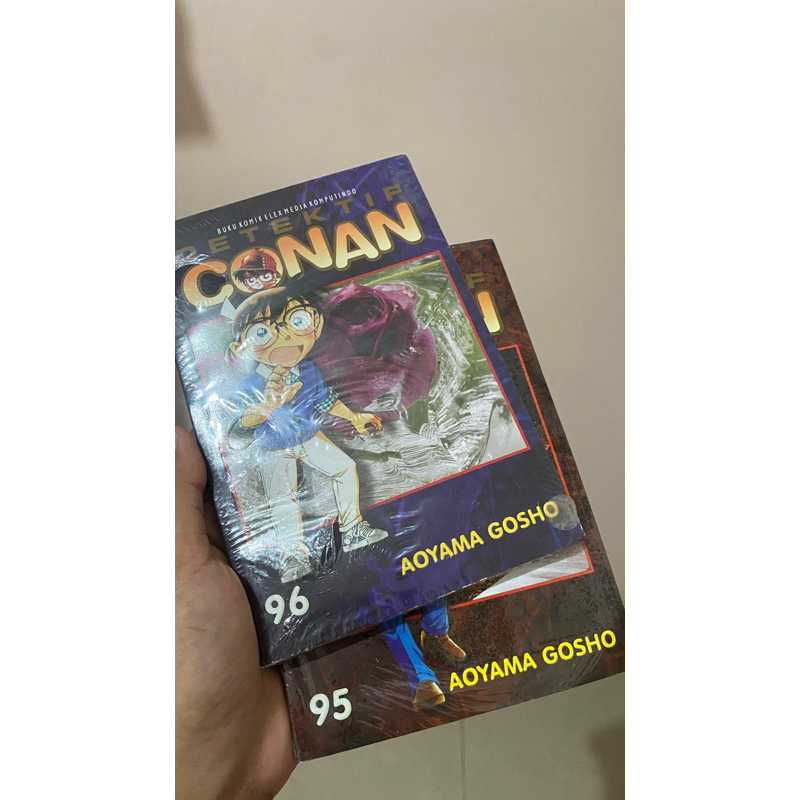 BUKU KOMIK ELEX MEDIA KOMPUTINDO
DETEKTIF
CONAN
AOYAMA GOSHO
96
AOYAMA GOSHO
95